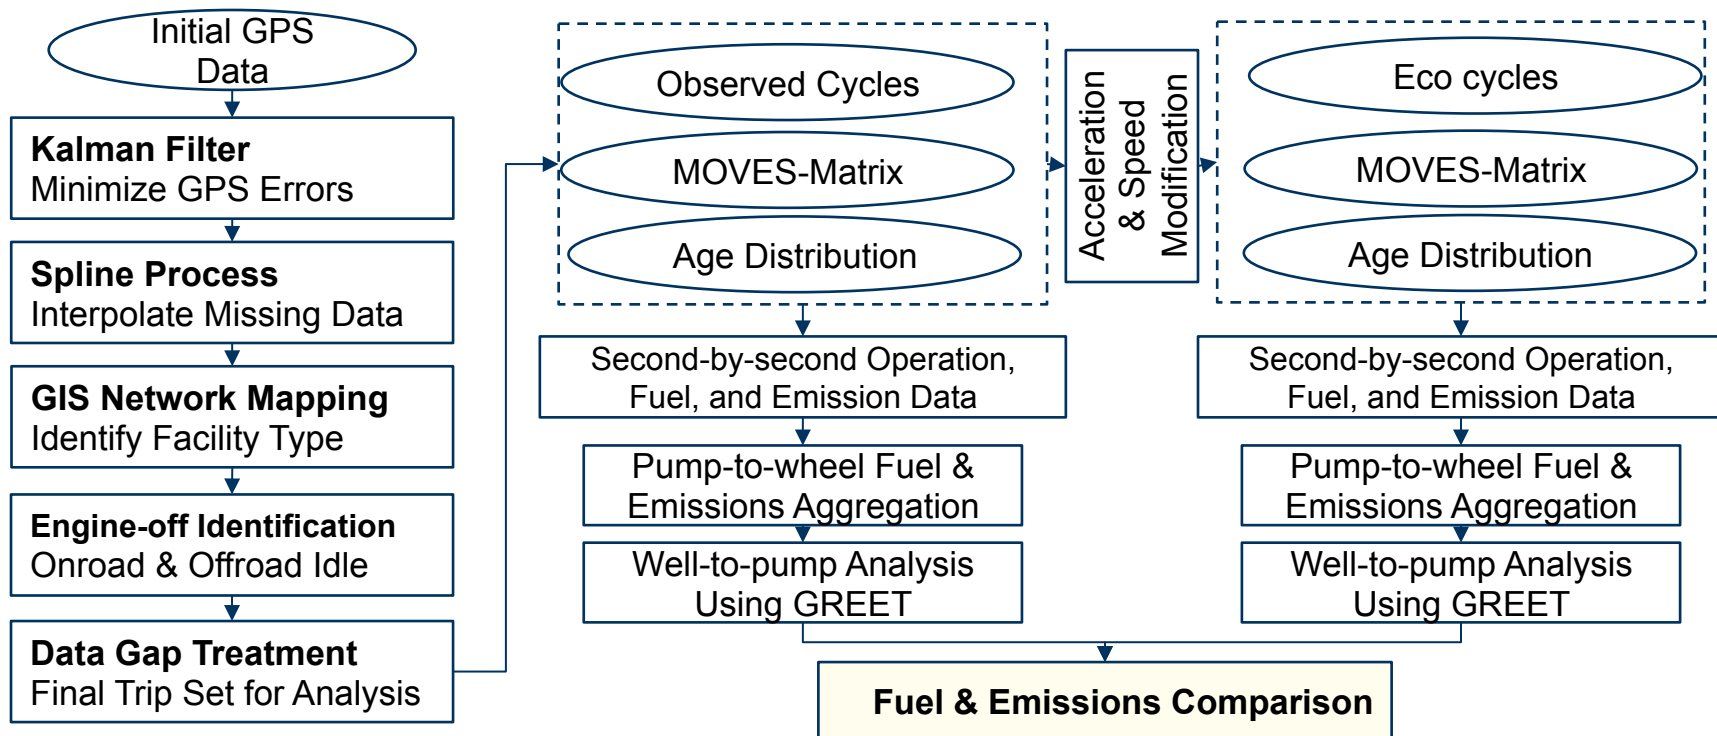 Initial GPS
Data
Kalman Filter
Minimize GPS Errors
Spline Process
Interpolate Missing Data
GIS Network Mapping
Identify Facility Type
Engine-off Identification
Onroad & Offroad Idle
Data Gap Treatment
Final Trip Set for Analysis
Observed Cycles
MOVES-Matrix
Age Distribution
Second-by-second Operation,
Fuel, and Emission Data
Pump-to-wheel Fuel &
Emissions Aggregation
Well-to-pump Analysis
Using GREET
Acceleration
& Speed
Modification
Eco cycles
MOVES-Matrix
Age Distribution
Second-by-second Operation,
Fuel, and Emission Data
Pump-to-wheel Fuel &
Emissions Aggregation
Well-to-pump Analysis
Using GREET
Fuel & Emissions Comparison